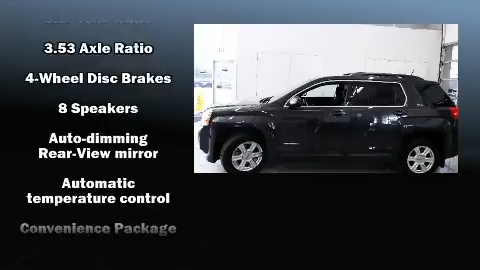 3.53 Axle Ratio
4-Wheel Disc Brakes
8 Speakers
Auto-dimming
Rear-View mirror
Automatic
temperature control
Convenience Package